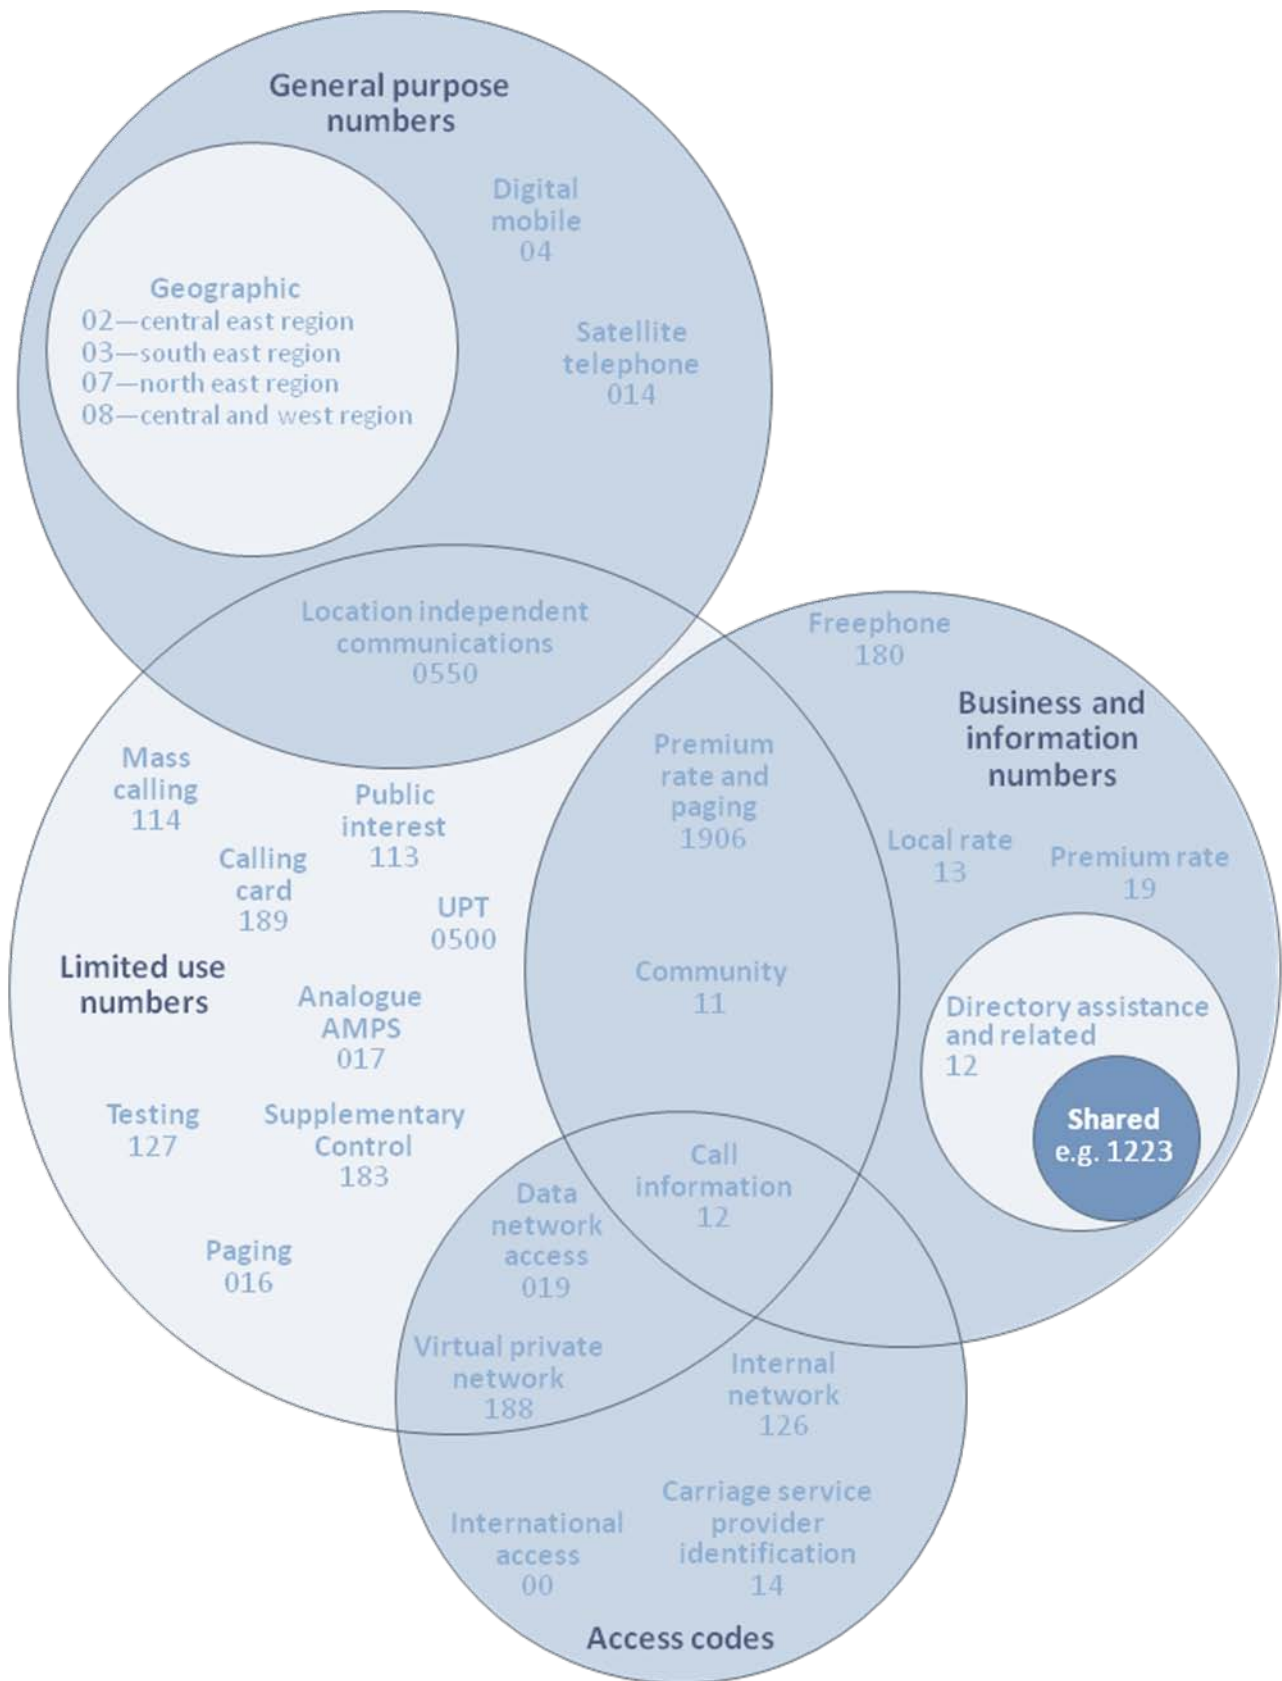 General purpose
numbers
Digital
mobile
04
Geographic
02—central east region
03—south east region
07—north east region
08—central and west region
Satellite
telephone
014
Location independent
communications
0550
Freephone
180
Business and
information
numbers
Mass
calling
114
Public
interest
113
Premium
rate and
paging
1906
Local rate
13
Premium rate
19
Calling
card
189
UPT
0500
Limited use
numbers
Analogue
AMPS
017
Community
11
Directory assistance
and related
12
Shared
e.g. 1223
Testing
127
Supplementary
Control
183
Call
information
12
Data
network
access
019
Paging
016
Virtual private
network
188
Internal
network
126
International
access
00
Carriage service
provider
identification
14
Access codes